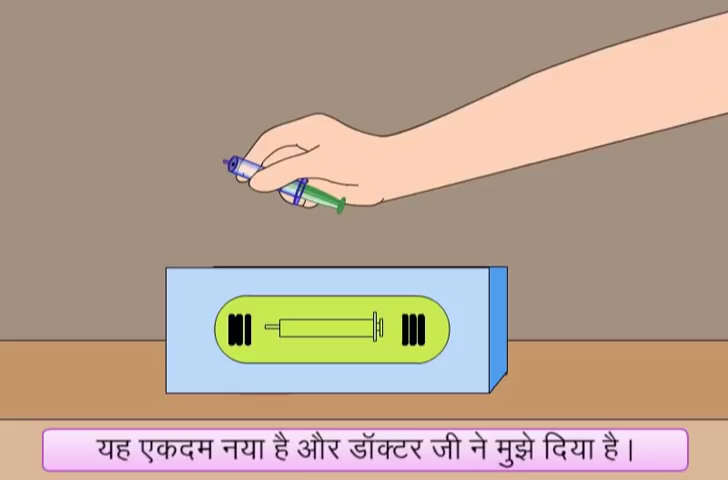 यह एकदम नया है और डॉक्टर जी ने मुझे दिया है।